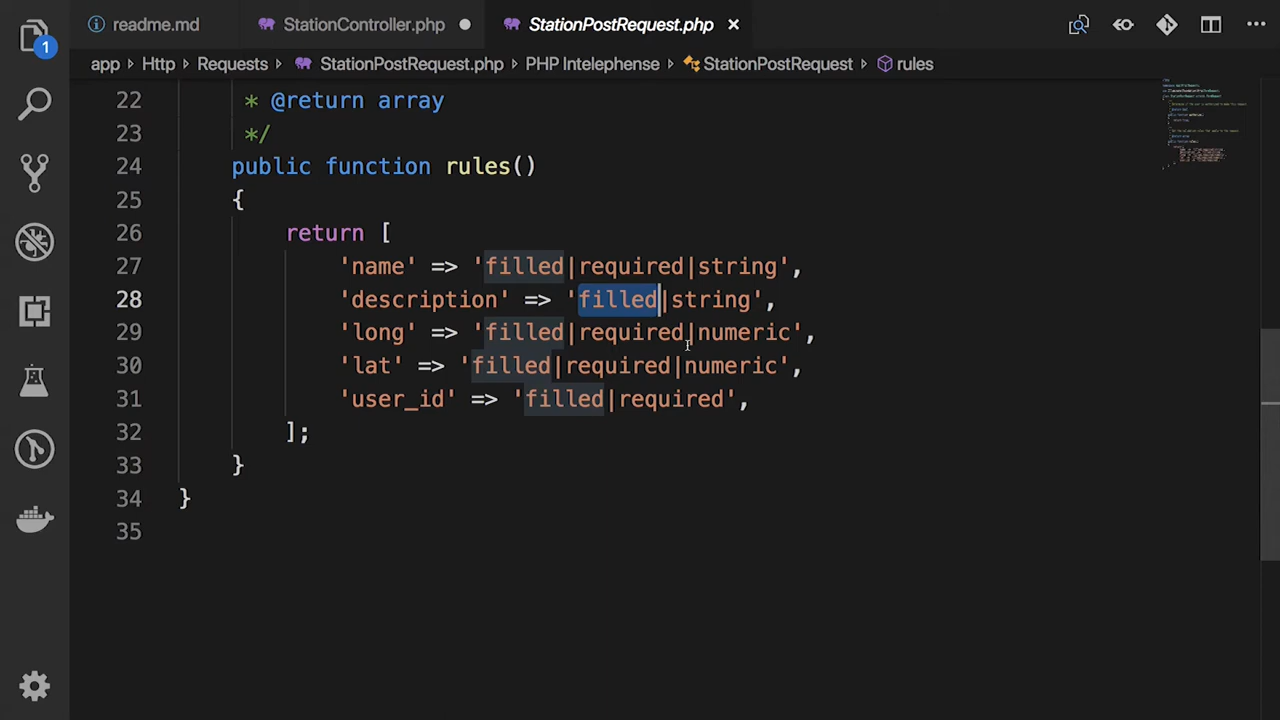 readme.md StationController.php StationPostRequest.php
app > Http > Requests > StationPostRequest.php > PHP Intelephense > StationPostRequest > rules
1
22 * @return array
23 */
24 public function rules()
25 {
26 return [
27 'name' => 'filled|required|string',
28 'description' => 'filled|string',
29 'long' => 'filled|required|numeric',
30 'lat' => 'filled|required|numeric',
31 'user_id' => 'filled|required',
32 ];
33 }
34 }
35